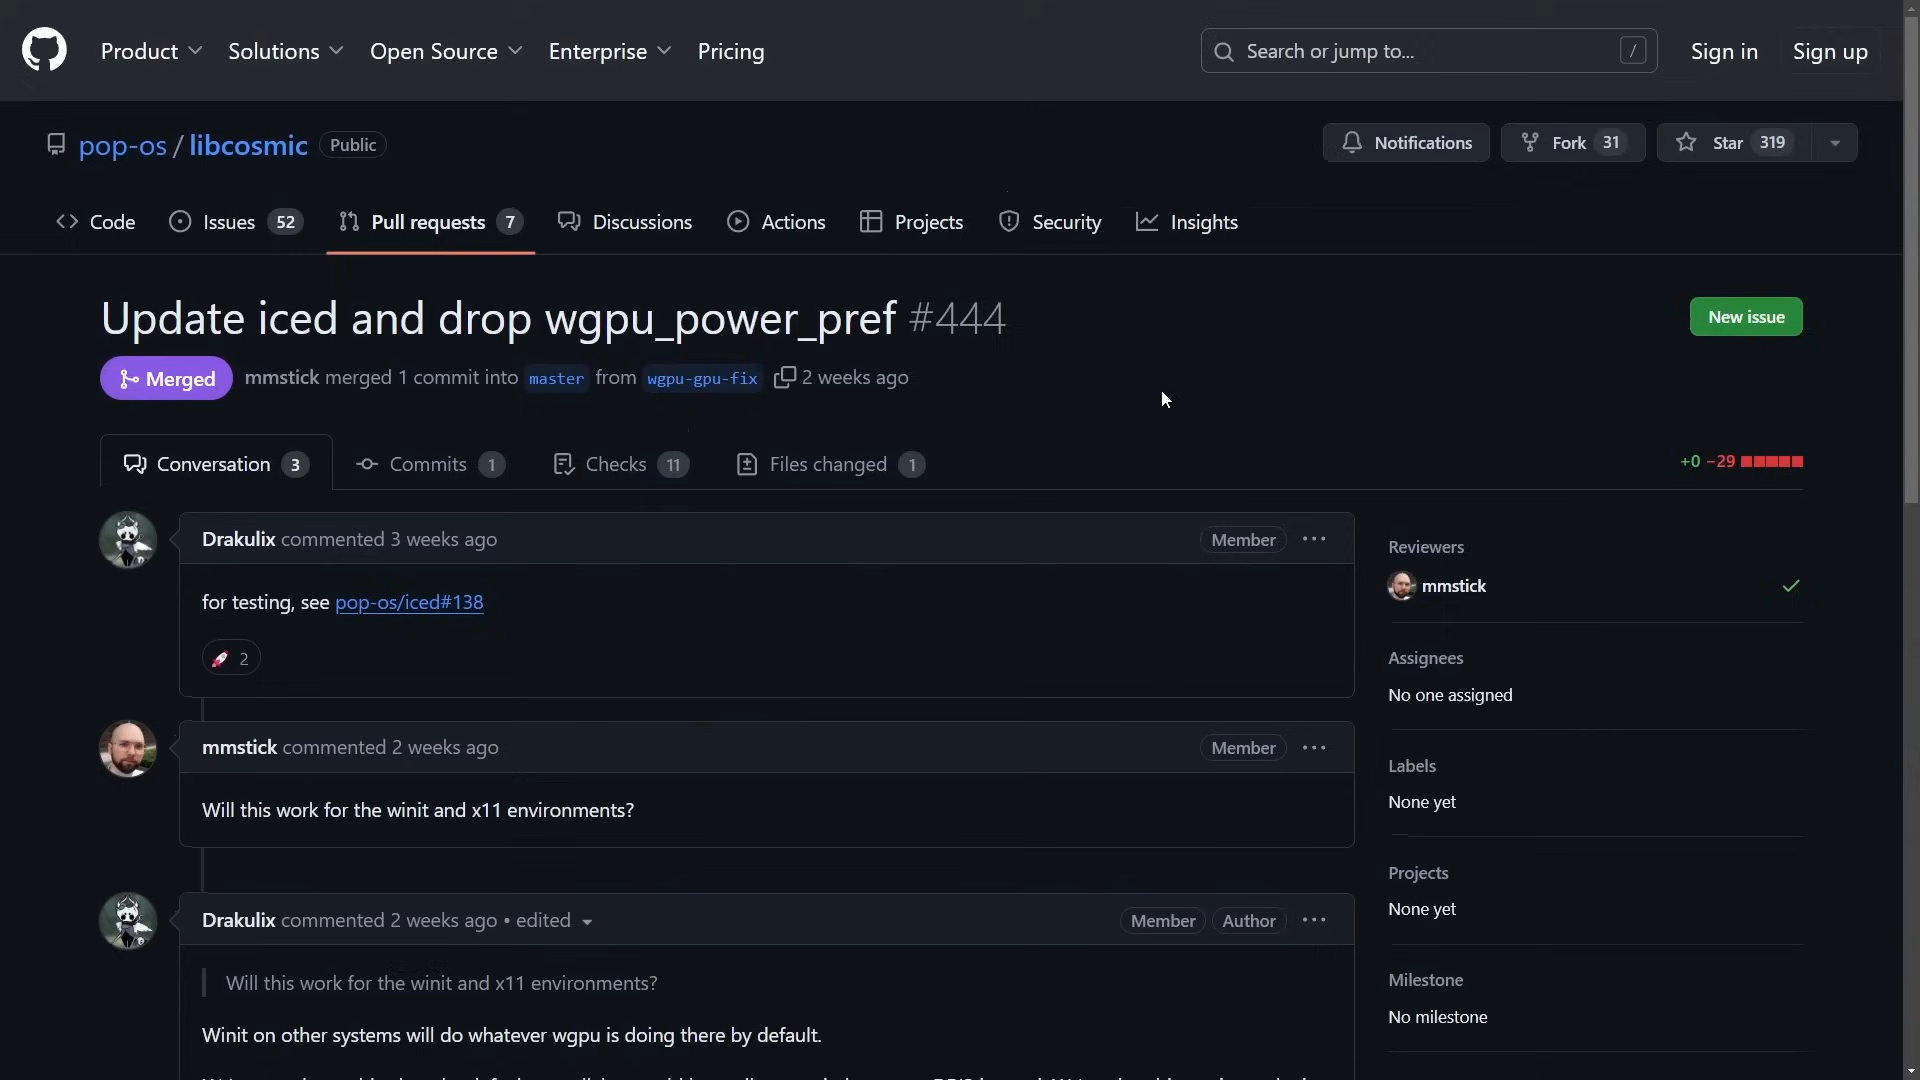 Product Solutions Open Source Enterprise Pricing Search or jump to... / Sign in Sign up
pop-os / libcosmic Public Notifications Fork 31 Star 319
Code Issues 52 Pull requests 7 Discussions Actions Projects Security Insights
Update iced and drop wgpu_power_pref #444 New issue
Merged mmstick merged 1 commit into master from wgpu-gpu-fix 2 weeks ago
Conversation 3 Commits 1 Checks 11 Files changed 1 +0 −29
Drakulix commented 3 weeks ago Member ...
for testing, see pop-os/iced#138
2
mmstick commented 2 weeks ago Member ...
Will this work for the winit and x11 environments?
Drakulix commented 2 weeks ago • edited Member Author ...
Will this work for the winit and x11 environments?
Winit on other systems will do whatever wgpu is doing there by default.
Reviewers
mmstick
Assignees
No one assigned
Labels
None yet
Projects
None yet
Milestone
No milestone